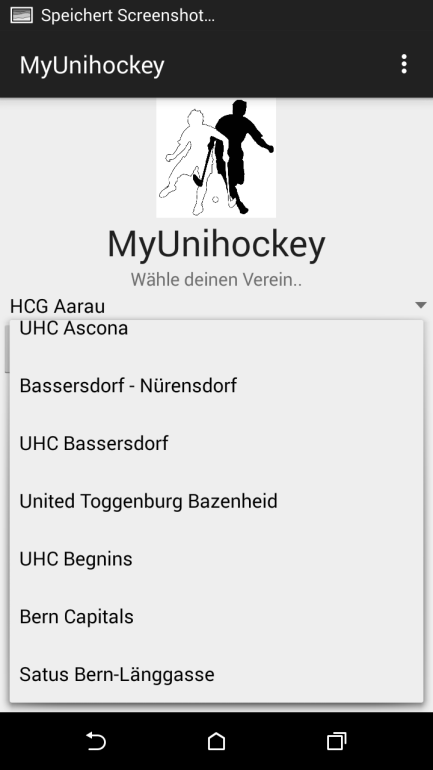 Speichert Screenshot...
MyUnihockey
MyUnihockey
Wähle deinen Verein..
HCG Aarau
UHC Ascona
Bassersdorf - Nürensdorf
UHC Bassersdorf
United Toggenburg Bazenheid
UHC Begnins
Bern Capitals
Satus Bern-Länggasse